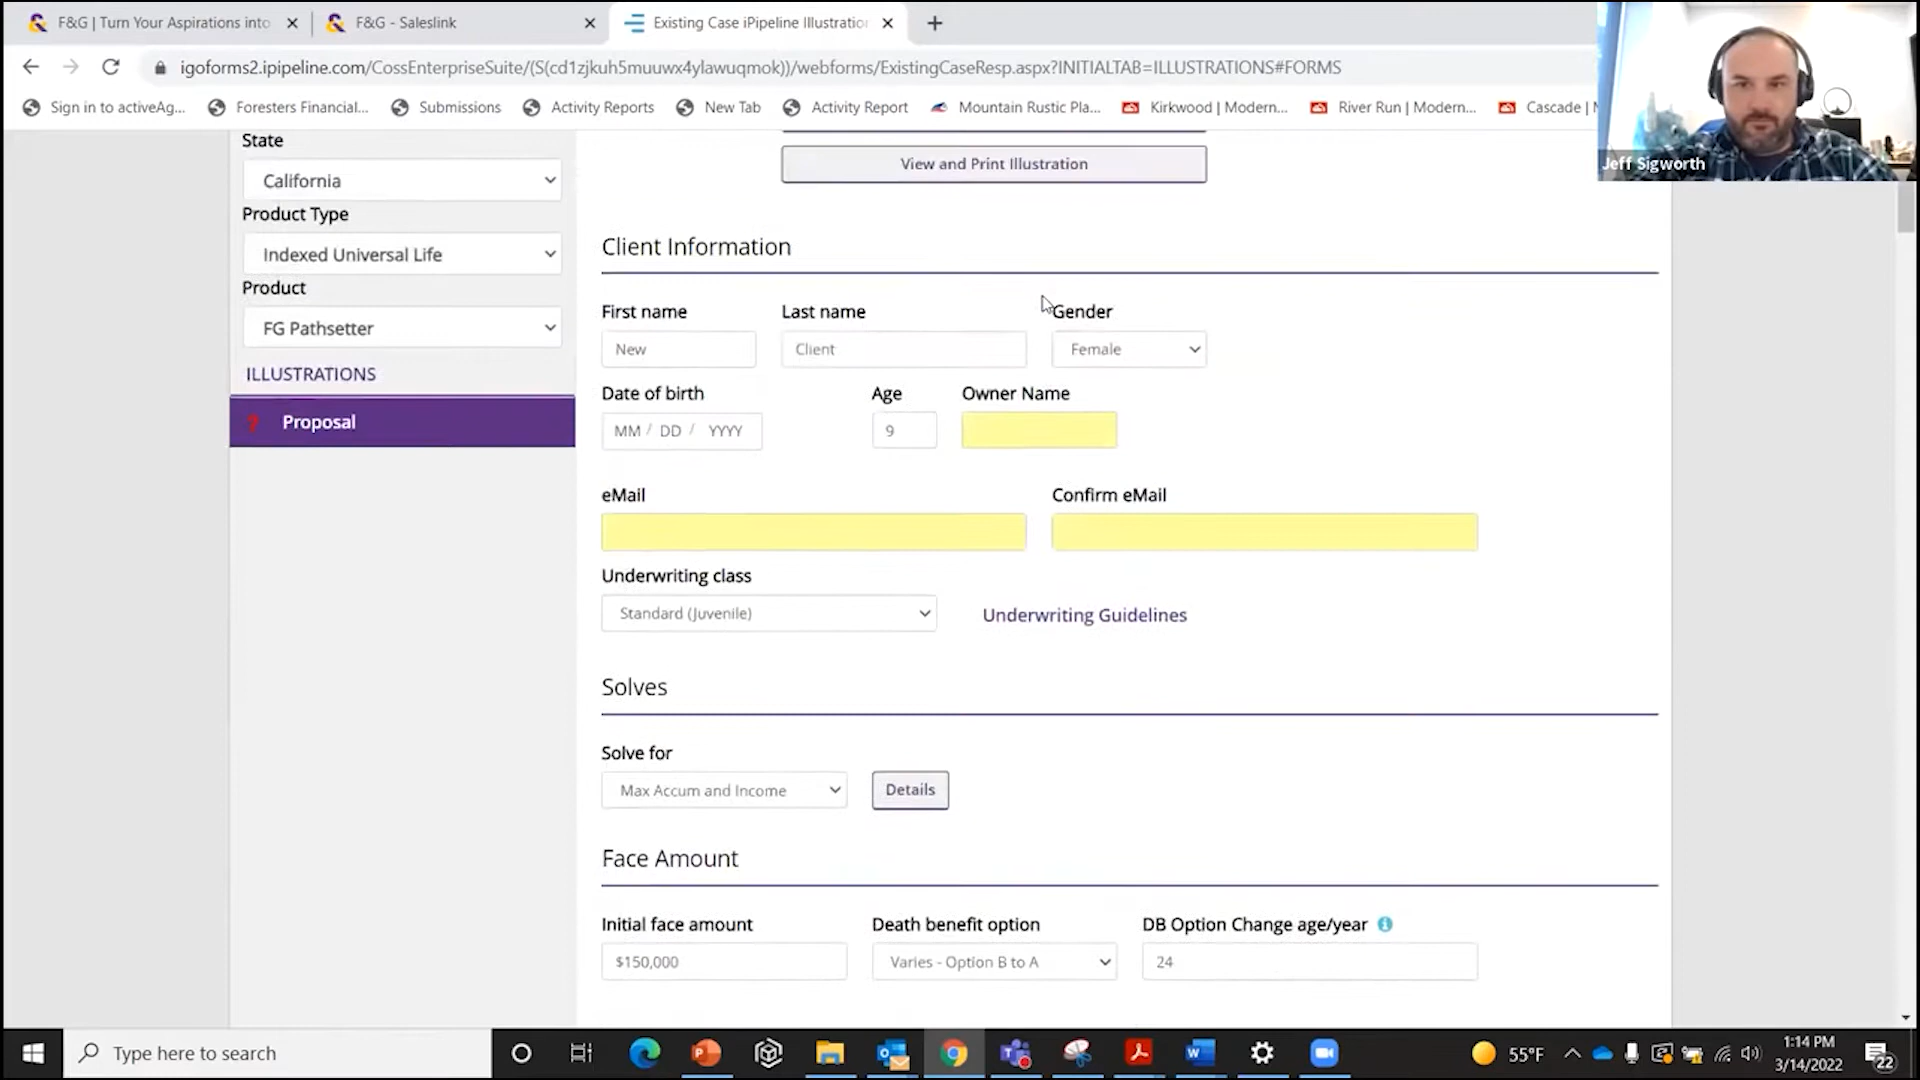 F&G | Turn Your Aspirations into
F&G - Saleslink
Existing Case iPipeline Illustration
igoforms2.ipipeline.com/CossEnterpriseSuite/(S(cd1zjkuh5muuwx4ylawuqmok))/webforms/ExistingCaseResp.aspx?INITIALTAB=ILLUSTRATIONS#FORMS
Sign in to activeAg... Foresters Financial... Submissions Activity Reports New Tab Activity Report Mountain Rustic Pla... Kirkwood | Modern... River Run | Modern... Cascade | M
Jeff Sigworth
State
California
Product Type
Indexed Universal Life
Product
FG Pathsetter
ILLUSTRATIONS
? Proposal
View and Print Illustration
Client Information
First name Last name Gender
New Client Female
Date of birth Age Owner Name
MM / DD / YYYY 9
eMail Confirm eMail
Underwriting class
Standard (Juvenile) Underwriting Guidelines
Solves
Solve for
Max Accum and Income Details
Face Amount
Initial face amount Death benefit option DB Option Change age/year
$150,000 Varies - Option B to A 24
Type here to search
55°F
1:14 PM
3/14/2022
22